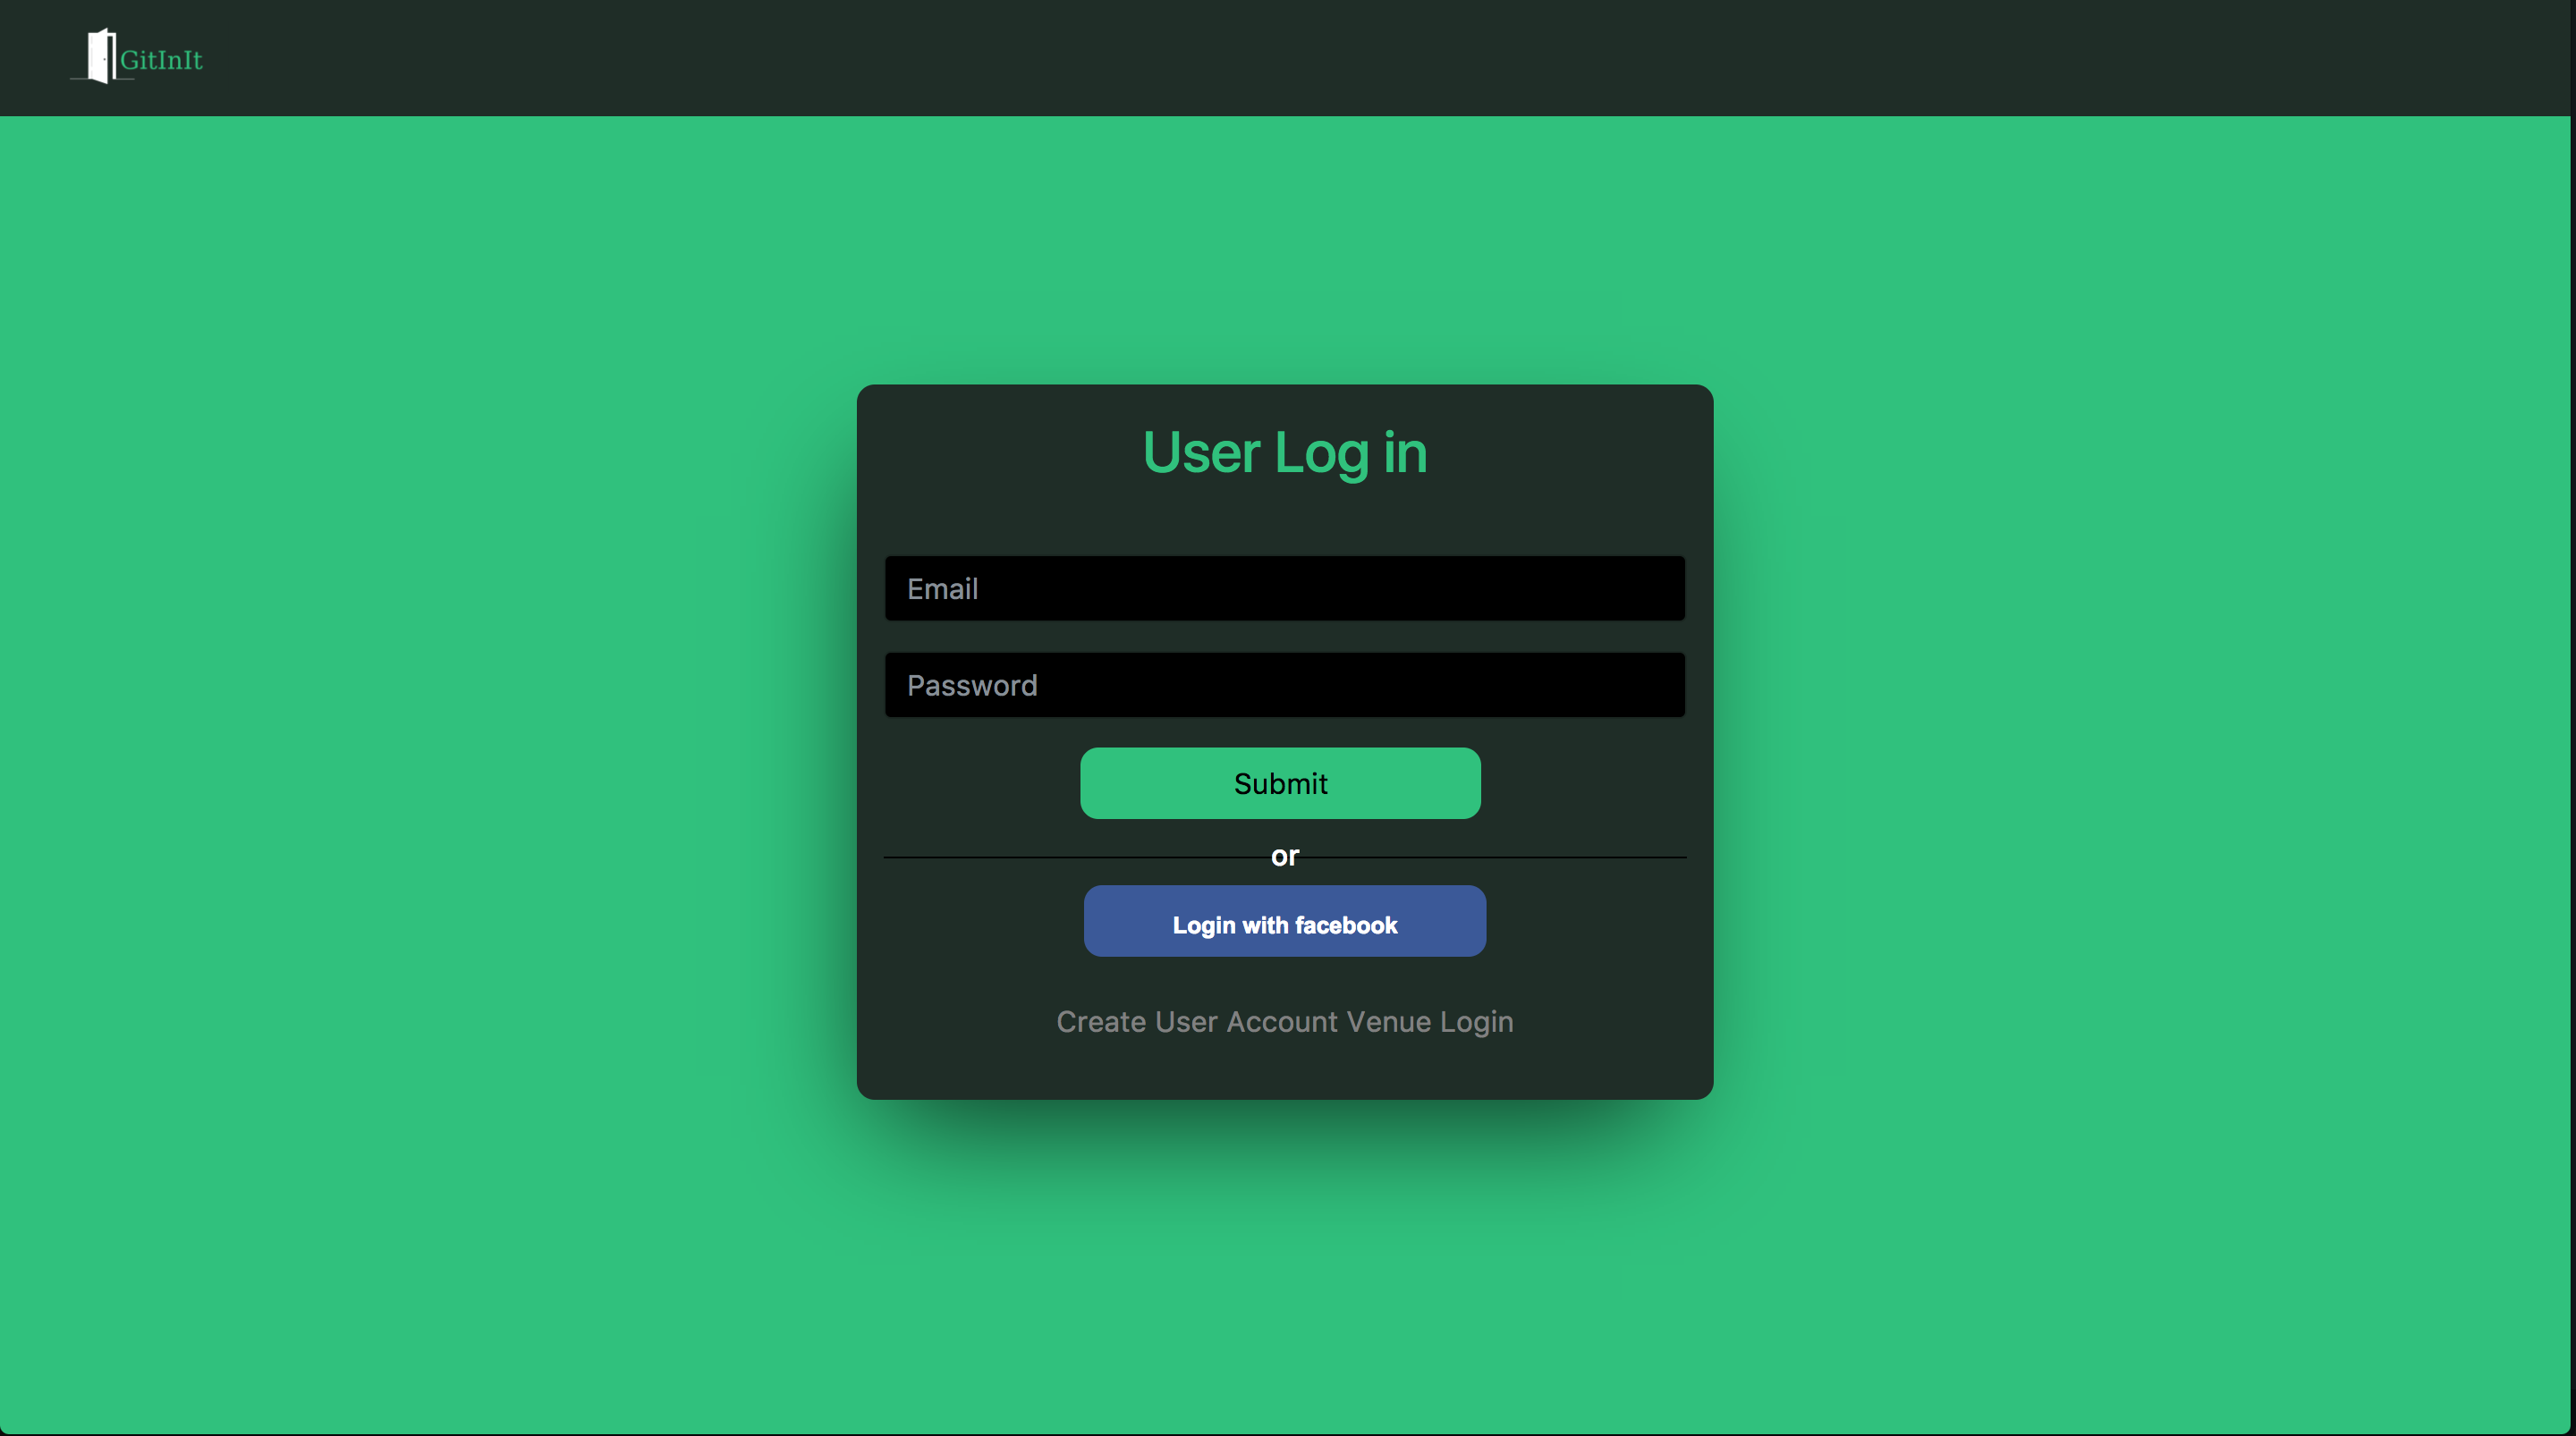 GitInIt
User Log in
Email
Password
Submit
or
Login with facebook
Create User Account Venue Login